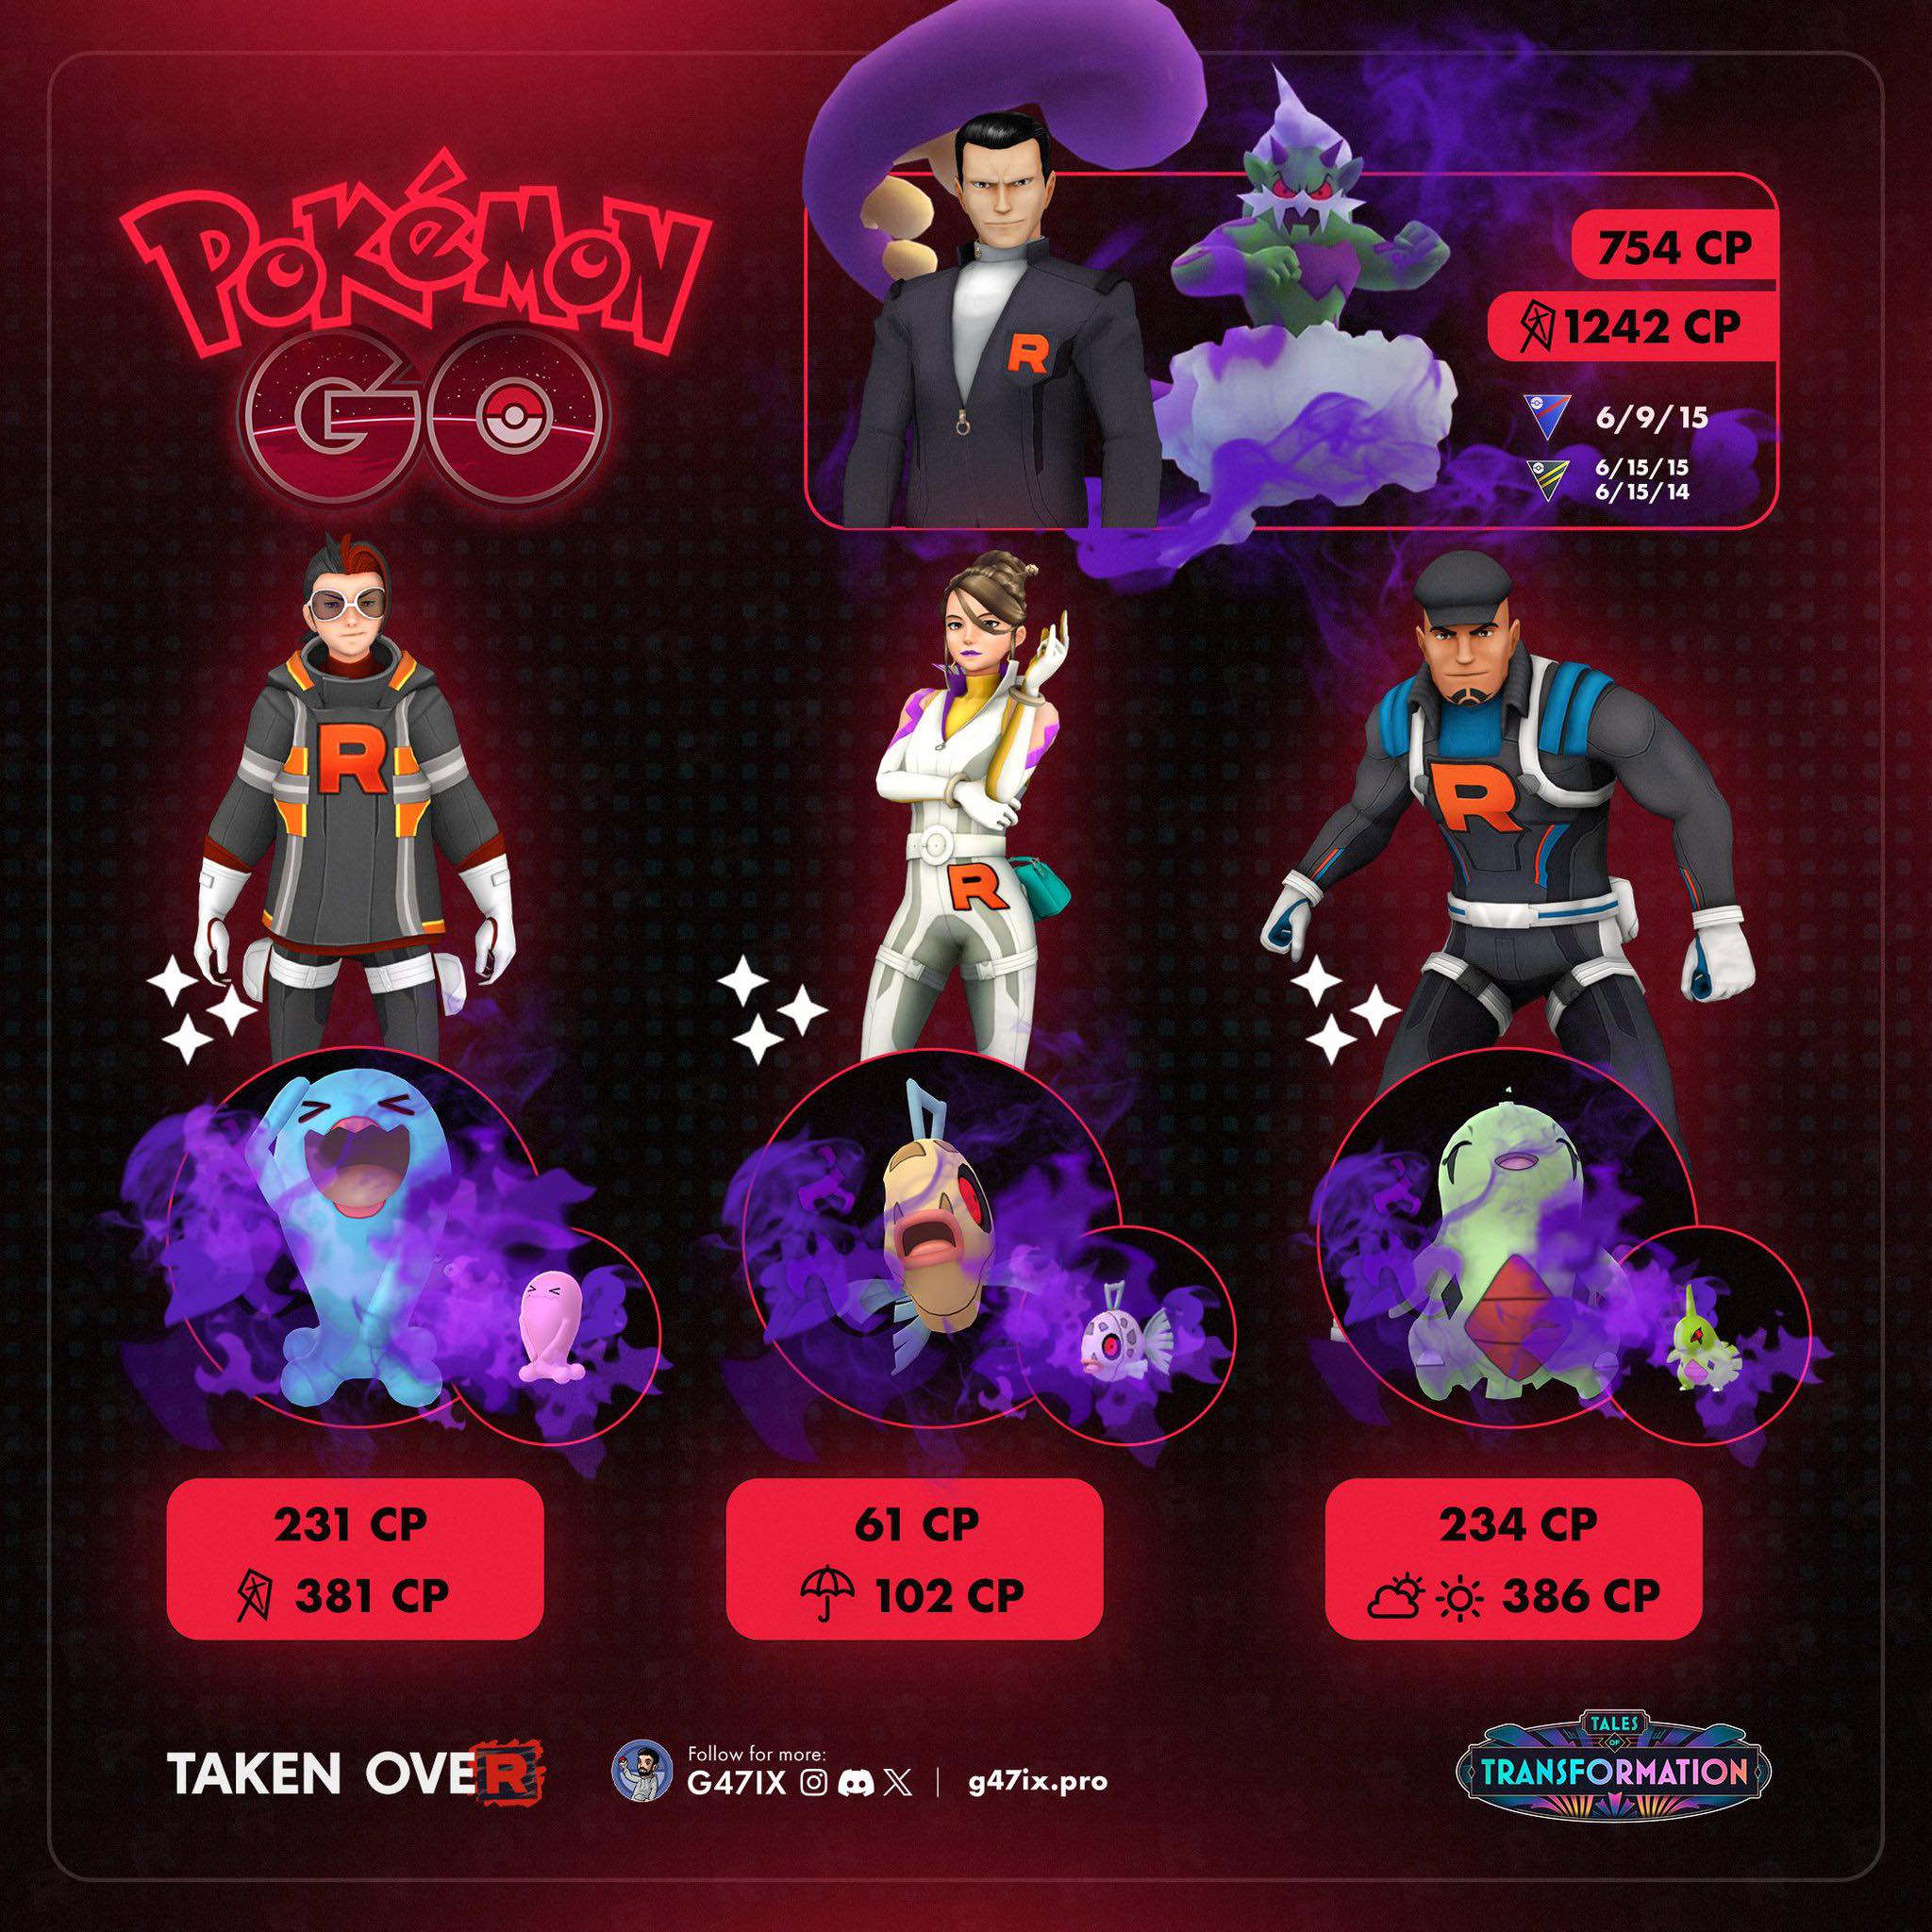 POKéMON
GO
R
754 CP
1242 CP
6/9/15
6/15/15
6/15/14
R
R
R
231 CP
381 CP
61 CP
102 CP
234 CP
386 CP
TAKEN OVER
Follow for more:
G47IX
g47ix.pro
TALES
OF
TRANSFORMATION